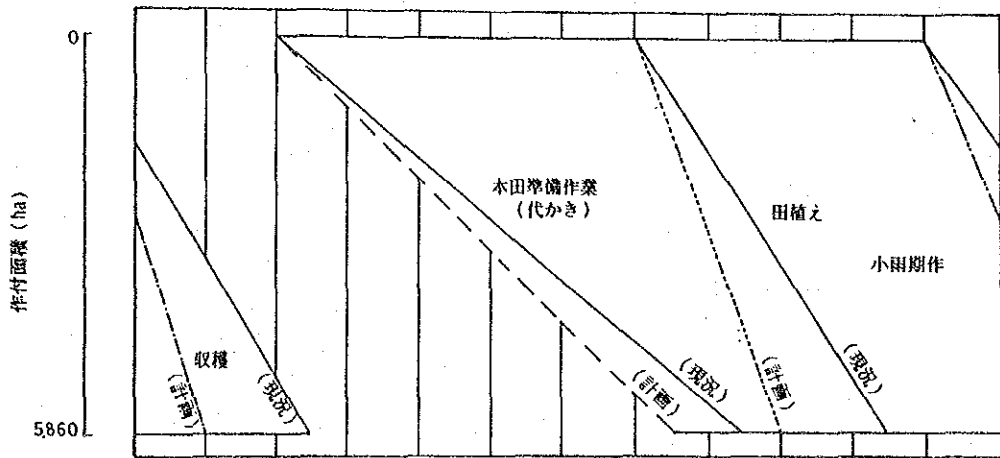 0
本田準備作業
(代かき)
田植え
小雨期作
作付面積 (ha)
収穫
(計画)
(現況)
(計画)
(現況)
(計画)
(現況)
5,860